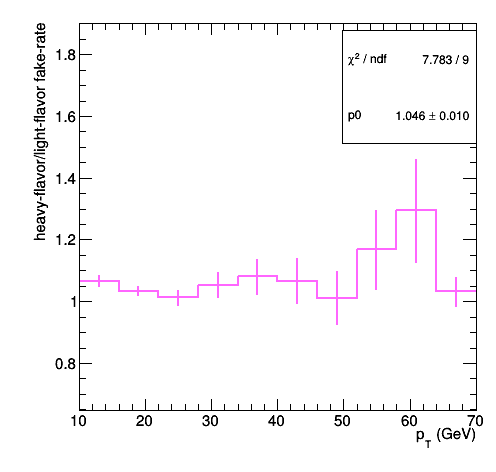 heavy-flavor/light-flavor fake-rate
χ² / ndf 7.783 / 9
p0 1.046 ± 0.010
1.8
1.6
1.4
1.2
1
0.8
10 20 30 40 50 60 70
p_T (GeV)